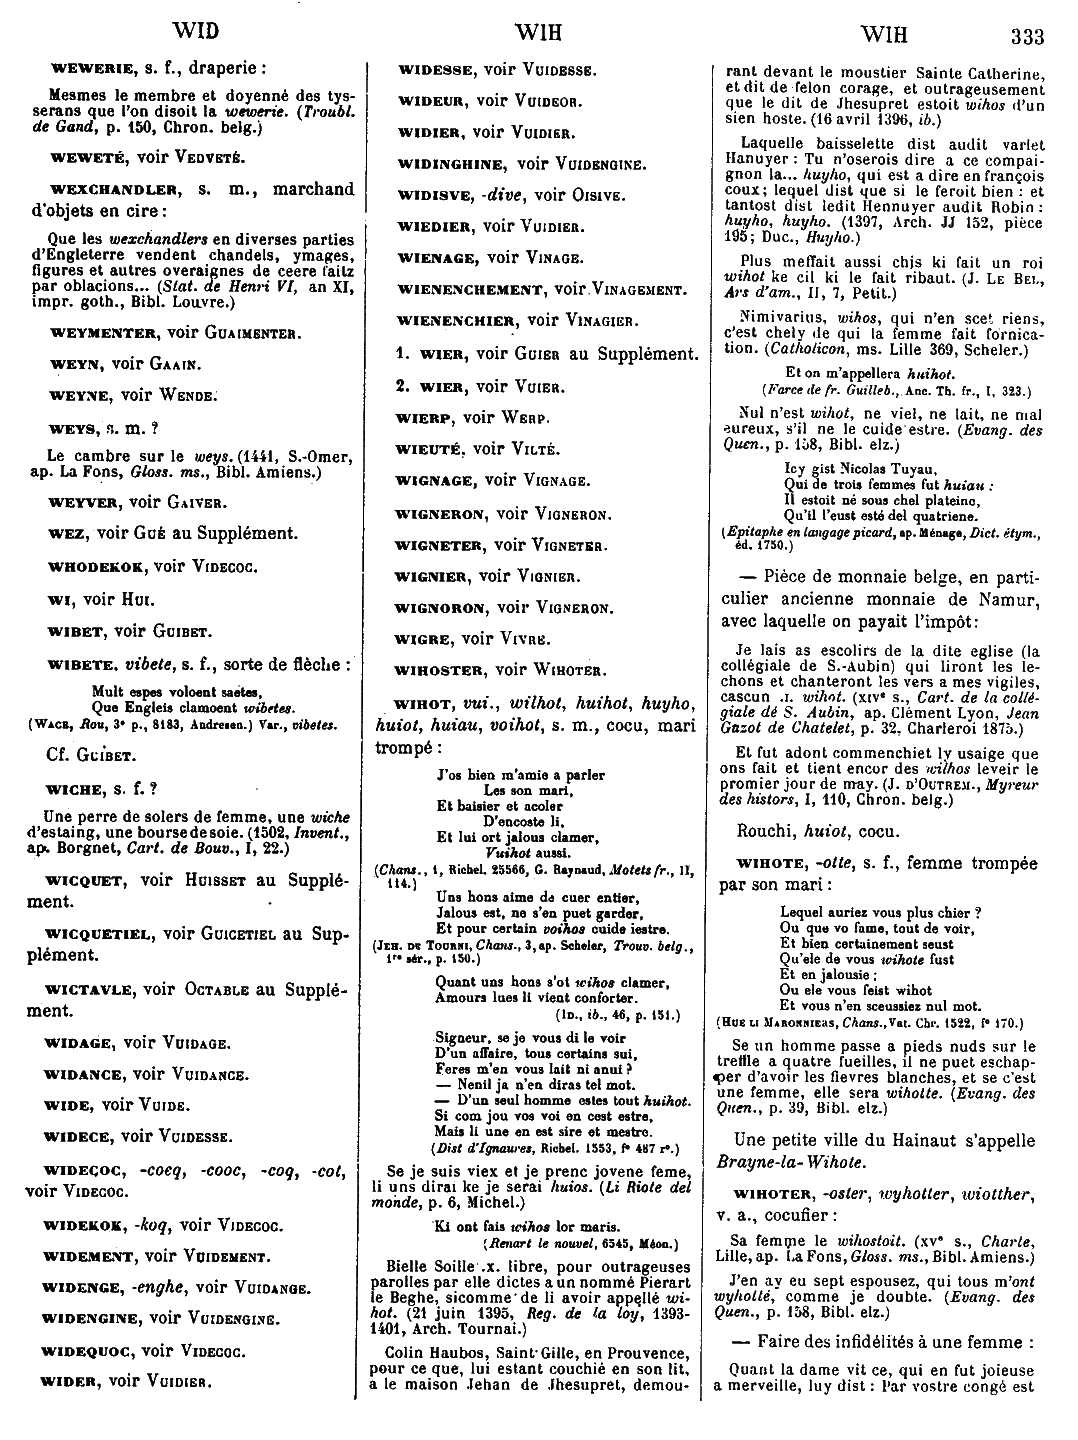 WID
WIH
WIH 333
WEWERIE, s. f., draperie :
Mesmes le membre et doyenné des tys-
serans que l'on disoit la wewerie. (Troubl.
de Gand, p. 150, Chron. belg.)
WEWETÉ, voir VEDVETÉ.
WEXCHANDLER, s. m., marchand
d'objets en cire :
Que les wexchandlers en diverses parties
d'Engleterre vendent chandels, ymages,
figures et autres overaignes de ceere faitz
par oblacions... (Stat. de Henri VI, an XI,
impr. goth., Bibl. Louvre.)
WEYMENTER, voir GUAIMENTER.
WEYN, voir GAAIN.
WEYNE, voir WENDE.
WEYS, s. m. ?
Le cambre sur le weys. (1441, S.-Omer,
ap. La Fons, Gloss. ms., Bibl. Amiens.)
WEYVER, voir GAIVER.
WEZ, voir GUÉ au Supplément.
WHODEKOK, voir VIDECOC.
WI, voir HUI.
WIBET, voir GUIBET.
WIBETE, vibete, s. f., sorte de flèche :
Mult espes voloent saetes,
Que Engleis clamoent wibetes.
(WACE, Rou, 3e p., 8183, Andresen.) Var., vibetes.
Cf. GUIBET.
WICHE, s. f. ?
Une perre de solers de femme, une wiche
d'estaing, une bourse de soie. (1502, Invent.,
ap. Borgnet, Cart. de Bouv., I, 22.)
WICQUET, voir HUISSET au Supplé-
ment.
WICQUETIEL, voir GUICETIEL au Sup-
plément.
WICTAVLE, voir OCTABLE au Supplé-
ment.
WIDAGE, voir VUIDAGE.
WIDANCE, voir VUIDANCE.
WIDE, voir VUIDE.
WIDECE, voir VUIDESSE.
WIDECOC, -coeq, -cooc, -coq, -cot,
voir VIDECOC.
WIDEKOK, -koq, voir VIDECOC.
WIDEMENT, voir VUIDEMENT.
WIDENGE, -enghe, voir VUIDANGE.
WIDENGINE, voir VUIDENGINE.
WIDEQUOC, voir VIDECOC.
WIDER, voir VUIDIER.
WIDESSE, voir VUIDESSE.
WIDEUR, voir VUIDEOR.
WIDIER, voir VUIDIER.
WIDINGHINE, voir VUIDENGINE.
WIDISVE, -dive, voir OISIVE.
WIEDIER, voir VUIDIER.
WIENAGE, voir VINAGE.
WIENENCHEMENT, voir VINAGEMENT.
WIENENCHIER, voir VINAGIER.
1. WIER, voir GUIER au Supplément.
2. WIER, voir VUIER.
WIERP, voir WERP.
WIEUTÉ, voir VILTÉ.
WIGNAGE, voir VIGNAGE.
WIGNERON, voir VIGNERON.
WIGNETER, voir VIGNETER.
WIGNIER, voir VIGNIER.
WIGNORON, voir VIGNERON.
WIGRE, voir VIVRE.
WIHOSTER, voir WIHOTER.
WIHOT, vui., wilhot, huihot, huyho,
huiot, huiau, voihot, s. m., cocu, mari
trompé :
J'os bien m'amie a parler
Les son mari,
Et baisier et acoler
D'encoste li,
Et lui ort jalous clamer,
Vuihot aussi.
(Chans., 1, Richel. 25566, G. Raynaud, Motets fr., II,
114.)
Uns hons aime de cuer entier,
Jalous est, ne s'en puet garder,
Et pour certain voihos cuide iestre.
(JEH. DE TOURNI, Chans., 3, ap. Scheler, Trouv. belg.,
1re sér., p. 150.)
Quant uns hons s'ot wihos clamer,
Amours lues li vient conforter.
(ID., ib., 46, p. 151.)
Signeur, se je vous di le voir
D'un affaire, tous certains sui,
Feres m'en vous lait ni anui ?
— Nenil ja n'en diras tel mot.
— D'un seul homme estes tout huihot.
Si com jou vos voi en cest estre,
Mais li une en est sire et mestre.
(Dist d'Ignaures, Richel. 1553, f° 487 r°.)
Se je suis viex et je prenc jovene feme,
li uns dirai ke je serai huios. (Li Riote del
monde, p. 6, Michel.)
Ki ont fais wihos lor maris.
(Renart le nouvel, 6545, Méon.)
Bielle Soille .x. libre, pour outrageuses
parolles par elle dictes a un nommé Pierart
le Beghe, si comme de li avoir appellé wi-
hot. (21 juin 1395, Reg. de la loy, 1393-
1401, Arch. Tournai.)
Colin Haubos, Saint-Gille, en Prouvence,
pour ce que, lui estant couchié en son lit,
a le maison Jehan de Jhesupret, demou-
rant devant le moustier Sainte Catherine,
et dit de felon corage, et outrageusement
que le dit de Jhesupret estoit wihos d'un
sien hoste. (16 avril 1396, ib.)
Laquelle baisselette dist audit varlet
Hanuyer : Tu n'oserois dire a ce compai-
gnon la... huyho, qui est a dire en françois
coux ; lequel dist que si le feroit bien : et
tantost dist ledit Hennuyer audit Robin :
huyho, huyho. (1397, Arch. JJ 152, pièce
195 ; Duc., Huyho.)
Plus meffait aussi chis ki fait un roi
wihot ke cil ki le fait ribaut. (J. LE BEL,
Ars d'am., II, 7, Petit.)
Nimivarius, wihos, qui n'en scet riens,
c'est chely de qui la femme fait fornica-
tion. (Catholicon, ms. Lille 369, Scheler.)
Et on m'appellera huihot.
(Farce de fr. Guilleb., Anc. Th. fr., I, 323.)
Nul n'est wihot, ne viel, ne lait, ne mal
eureux, s'il ne le cuide estre. (Evang. des
Quen., p. 158, Bibl. elz.)
Icy gist Nicolas Tuyau,
Qui de trois femmes fut huiau :
Il estoit né sous chel plateine,
Qu'il l'eust esté del quatriene.
(Epitaphe en langage picard, ap. Ménage, Dict. étym.,
éd. 1750.)
— Pièce de monnaie belge, en parti-
culier ancienne monnaie de Namur,
avec laquelle on payait l'impôt :
Je lais as escolirs de la dite eglise (la
collégiale de S.-Aubin) qui liront les le-
chons et chanteront les vers a mes vigiles,
cascun .I. wihot. (XIVe s., Cart. de la collé-
giale dé S. Aubin, ap. Clément Lyon, Jean
Gazot de Chatelet, p. 32, Charleroi 1875.)
Et fut adont commenchiet ly usaige que
ons fait et tient encor des wilhos leveir le
promier jour de may. (J. D'OUTREM., Myreur
des histors, I, 110, Chron. belg.)
Rouchi, huiot, cocu.
WIHOTE, -otte, s. f., femme trompée
par son mari :
Lequel auriez vous plus chier ?
Ou que vo fame, tout de voir,
Et bien certainement seust
Qu'ele de vous wihote fust
Et en jalousie ;
Ou ele vous feist wihot
Et vous n'en sceussiez nul mot.
(HUE LI MARONNIERS, Chans., Vat. Chr. 1522, f° 170.)
Se un homme passe a pieds nuds sur le
treffle a quatre fueilles, il ne puet eschap-
per d'avoir les fievres blanches, et se c'est
une femme, elle sera wihotte. (Evang. des
Quen., p. 39, Bibl. elz.)
Une petite ville du Hainaut s'appelle
Brayne-la-Wihote.
WIHOTER, -oster, wyhotter, wiotther,
v. a., cocufier :
Sa femme le wihostoit. (XVe s., Charte,
Lille, ap. La Fons, Gloss. ms., Bibl. Amiens.)
J'en ay eu sept espousez, qui tous m'ont
wyhotté, comme je doubte. (Evang. des
Quen., p. 158, Bibl. elz.)
— Faire des infidélités à une femme :
Quant la dame vit ce, qui en fut joieuse
a merveille, luy dist : Par vostre congé est